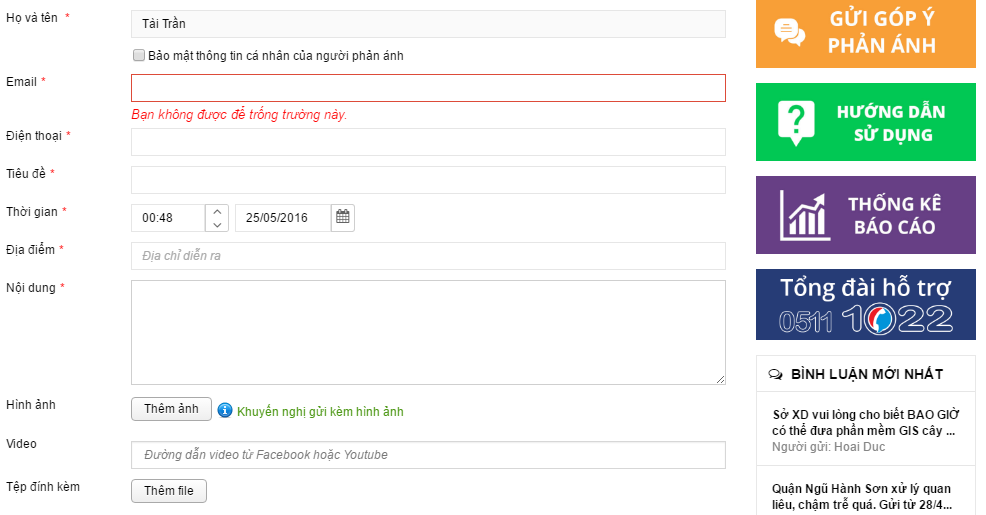 Họ và tên *
Tài Trần
Bảo mật thông tin cá nhân của người phản ánh
Email *
Bạn không được để trống trường này.
Điện thoại *
Tiêu đề *
Thời gian *
00:48
25/05/2016
Địa điểm *
Địa chỉ diễn ra
Nội dung *
Hình ảnh
Thêm ảnh
Khuyến nghị gửi kèm hình ảnh
Video
Đường dẫn video từ Facebook hoặc Youtube
Tệp đính kèm
Thêm file
GỬI GÓP Ý
PHẢN ÁNH
HƯỚNG DẪN
SỬ DỤNG
THỐNG KÊ
BÁO CÁO
Tổng đài hỗ trợ
0511 1022
BÌNH LUẬN MỚI NHẤT
Sở XD vui lòng cho biết BAO GIỜ
có thể đưa phần mềm GIS cây ...
Người gửi: Hoai Duc
Quận Ngũ Hành Sơn xử lý quan
liêu, chậm trễ quá. Gửi từ 28/4...